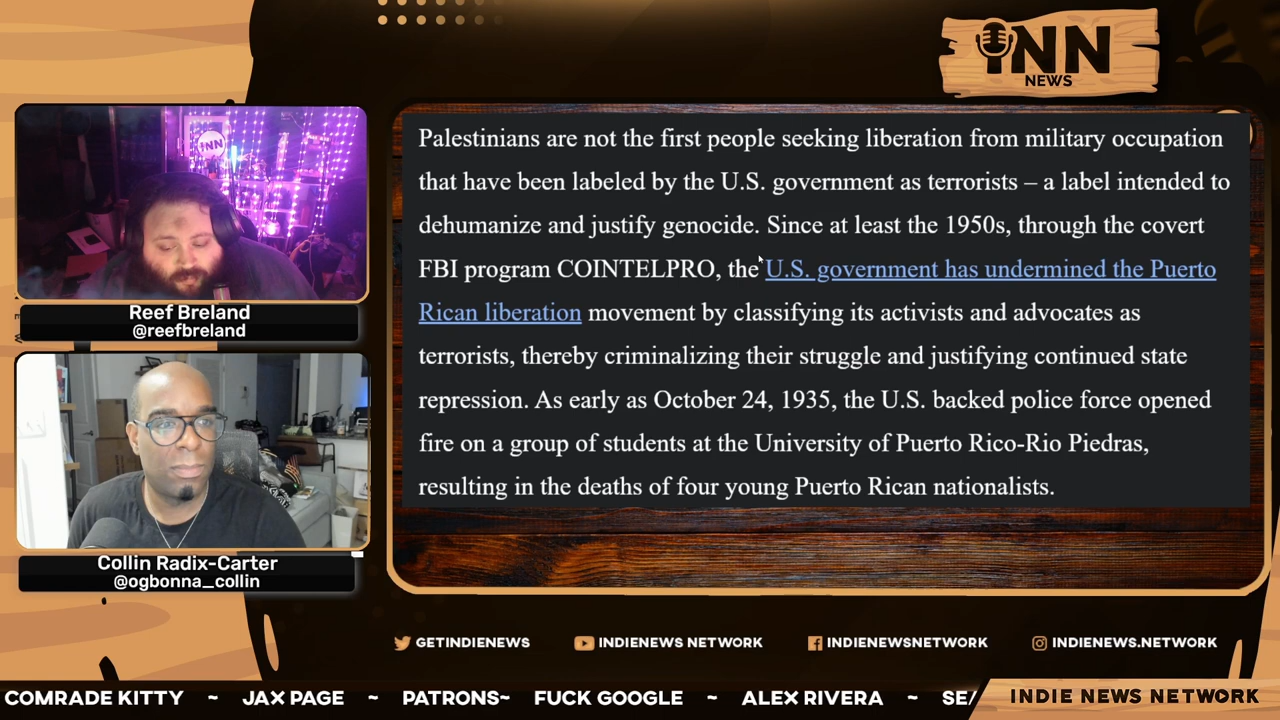 iNN
NEWS
Palestinians are not the first people seeking liberation from military occupation
that have been labeled by the U.S. government as terrorists – a label intended to
dehumanize and justify genocide. Since at least the 1950s, through the covert
FBI program COINTELPRO, the U.S. government has undermined the Puerto
Rican liberation movement by classifying its activists and advocates as
terrorists, thereby criminalizing their struggle and justifying continued state
repression. As early as October 24, 1935, the U.S. backed police force opened
fire on a group of students at the University of Puerto Rico-Rio Piedras,
resulting in the deaths of four young Puerto Rican nationalists.
iNN
Reef Breland
@reefbreland
Collin Radix-Carter
@ogbonna_collin
GETINDIENEWS
INDIENEWS NETWORK
INDIENEWSNETWORK
INDIENEWS.NETWORK
COMRADE KITTY ~ JAX PAGE ~ PATRONS~ FUCK GOOGLE ~ ALEX RIVERA ~
INDIE NEWS NETWORK